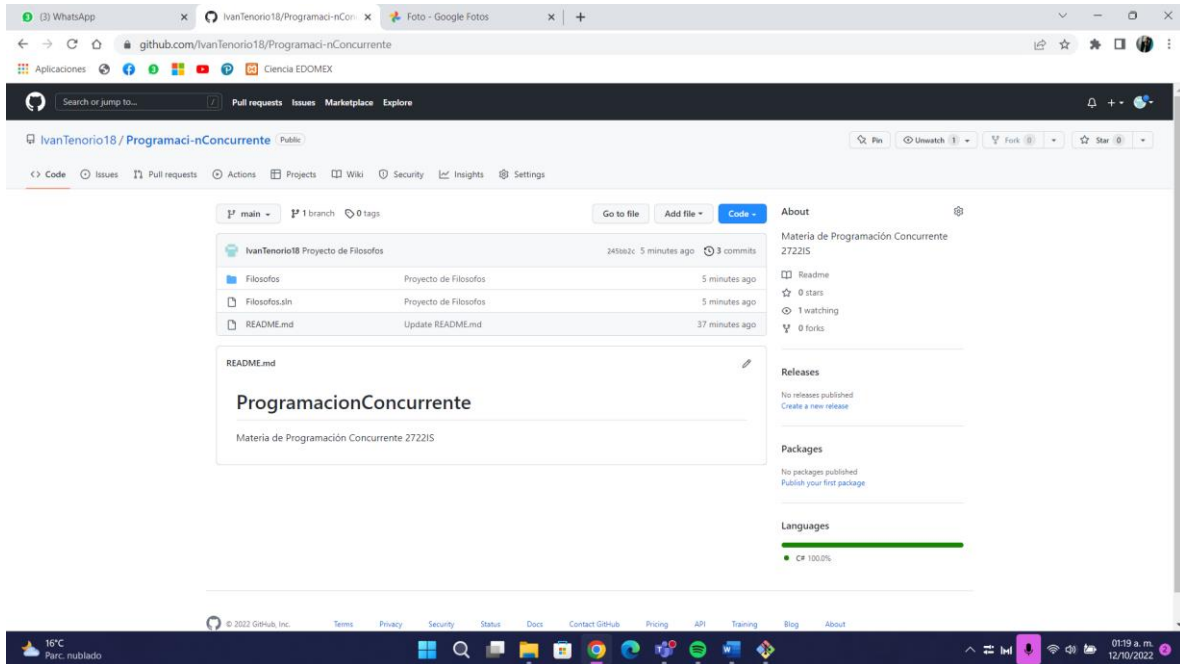 (3) WhatsApp
IvanTenorio18/Programaci-nCon
Foto - Google Fotos
github.com/IvanTenorio18/Programaci-nConcurrente
Aplicaciones
Ciencia EDOMEX
Search or jump to...
/
Pull requests Issues Marketplace Explore
IvanTenorio18 / Programaci-nConcurrente Public
Pin
Unwatch 1
Fork 0
Star 0
<> Code Issues Pull requests Actions Projects Wiki Security Insights Settings
main
1 branch 0 tags
Go to file
Add file
Code
IvanTenorio18 Proyecto de Filosofos
5 minutes ago 3 commits
Filosofos Proyecto de Filosofos 5 minutes ago
Filosofos.sln Proyecto de Filosofos 5 minutes ago
README.md Update README.md 37 minutes ago
README.md
ProgramacionConcurrente
Materia de Programación Concurrente 2722IS
About
Materia de Programación Concurrente
2722IS
Readme
0 stars
1 watching
0 forks
Releases
No releases published
Create a new release
Packages
No packages published
Publish your first package
Languages
C# 100.0%
© 2022 GitHub, Inc. Terms Privacy Security Status Docs Contact GitHub Pricing API Training Blog About
16°C
Parc. nublado
01:19 a. m.
12/10/2022
2